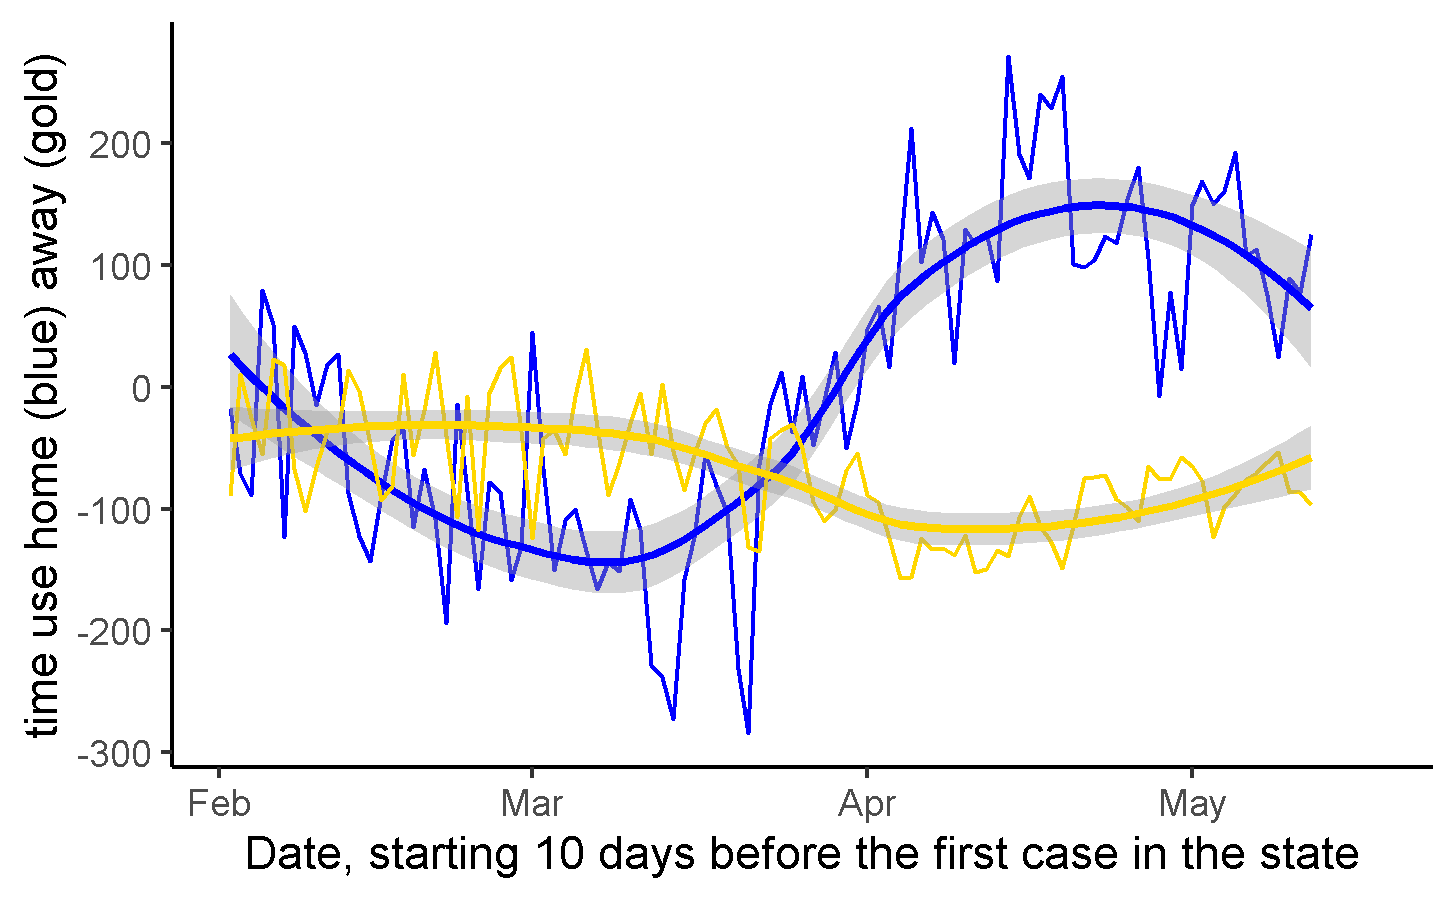 time use home (blue) away (gold)
200
100
0
-100
-200
-300
Feb
Mar
Apr
May
Date, starting 10 days before the first case in the state